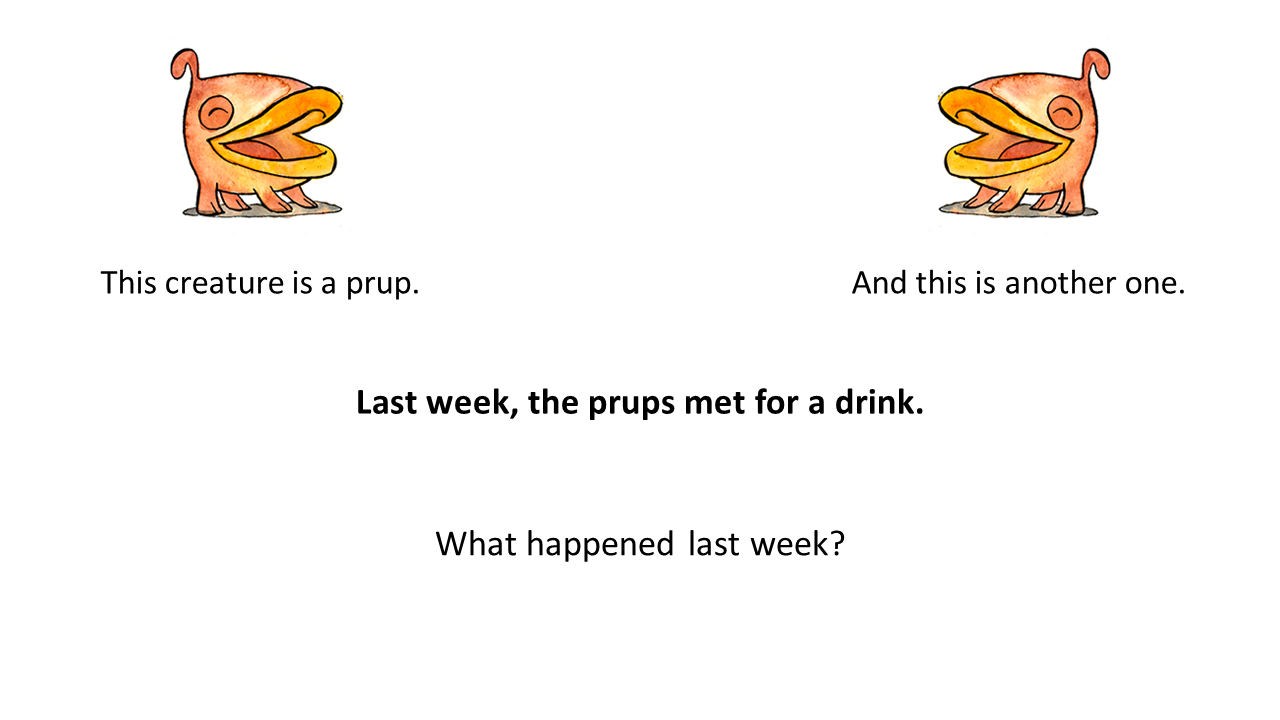 This creature is a prup.
And this is another one.
Last week, the prups met for a drink.
What happened last week?